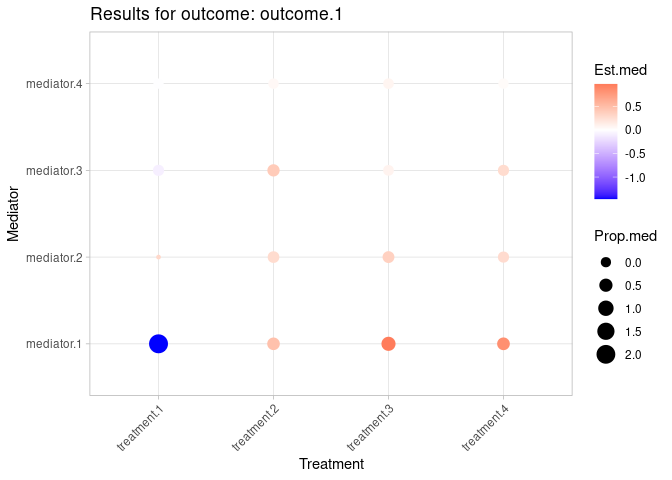 Results for outcome: outcome.1
Mediator
mediator.4
mediator.3
mediator.2
mediator.1
treatment.1
treatment.2
treatment.3
treatment.4
Treatment
Est.med
0.5
0.0
-0.5
-1.0
Prop.med
0.0
0.5
1.0
1.5
2.0